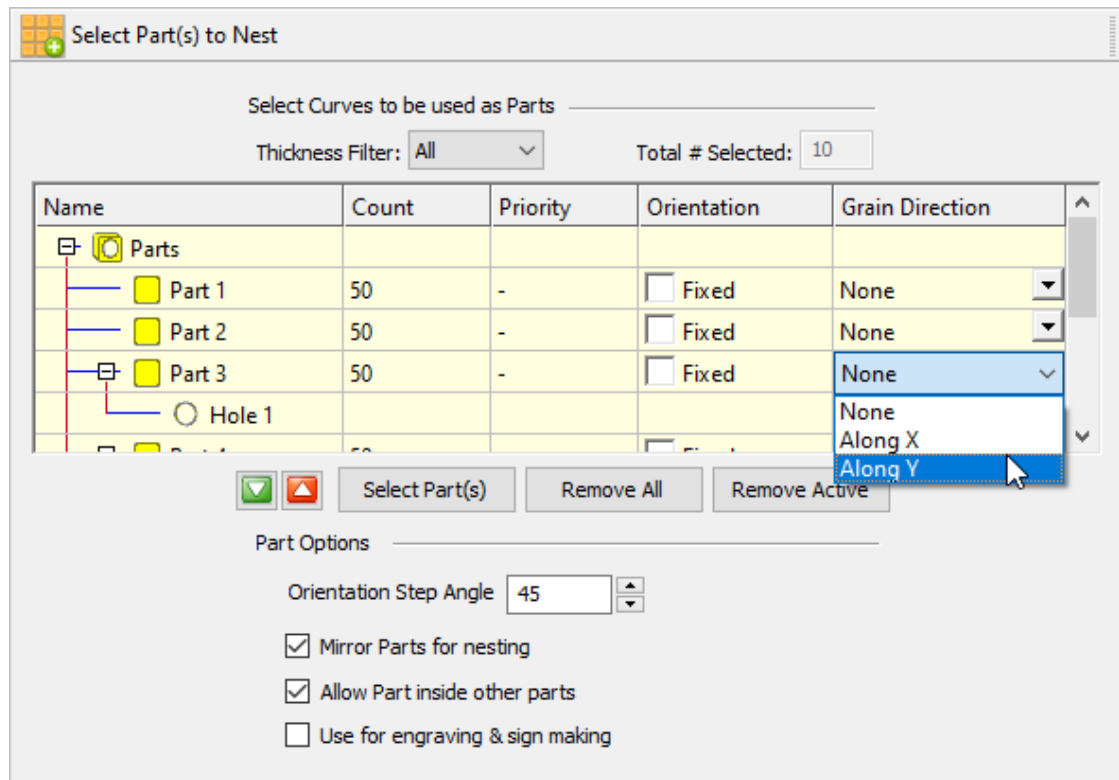 Select Part(s) to Nest
Select Curves to be used as Parts
Thickness Filter: All Total # Selected: 10
Name Count Priority Orientation Grain Direction
Parts
Part 1 50 - Fixed None
Part 2 50 - Fixed None
Part 3 50 - Fixed None
Hole 1 None
Along X
Along Y
Select Part(s) Remove All Remove Active
Part Options
Orientation Step Angle 45
Mirror Parts for nesting
Allow Part inside other parts
Use for engraving & sign making